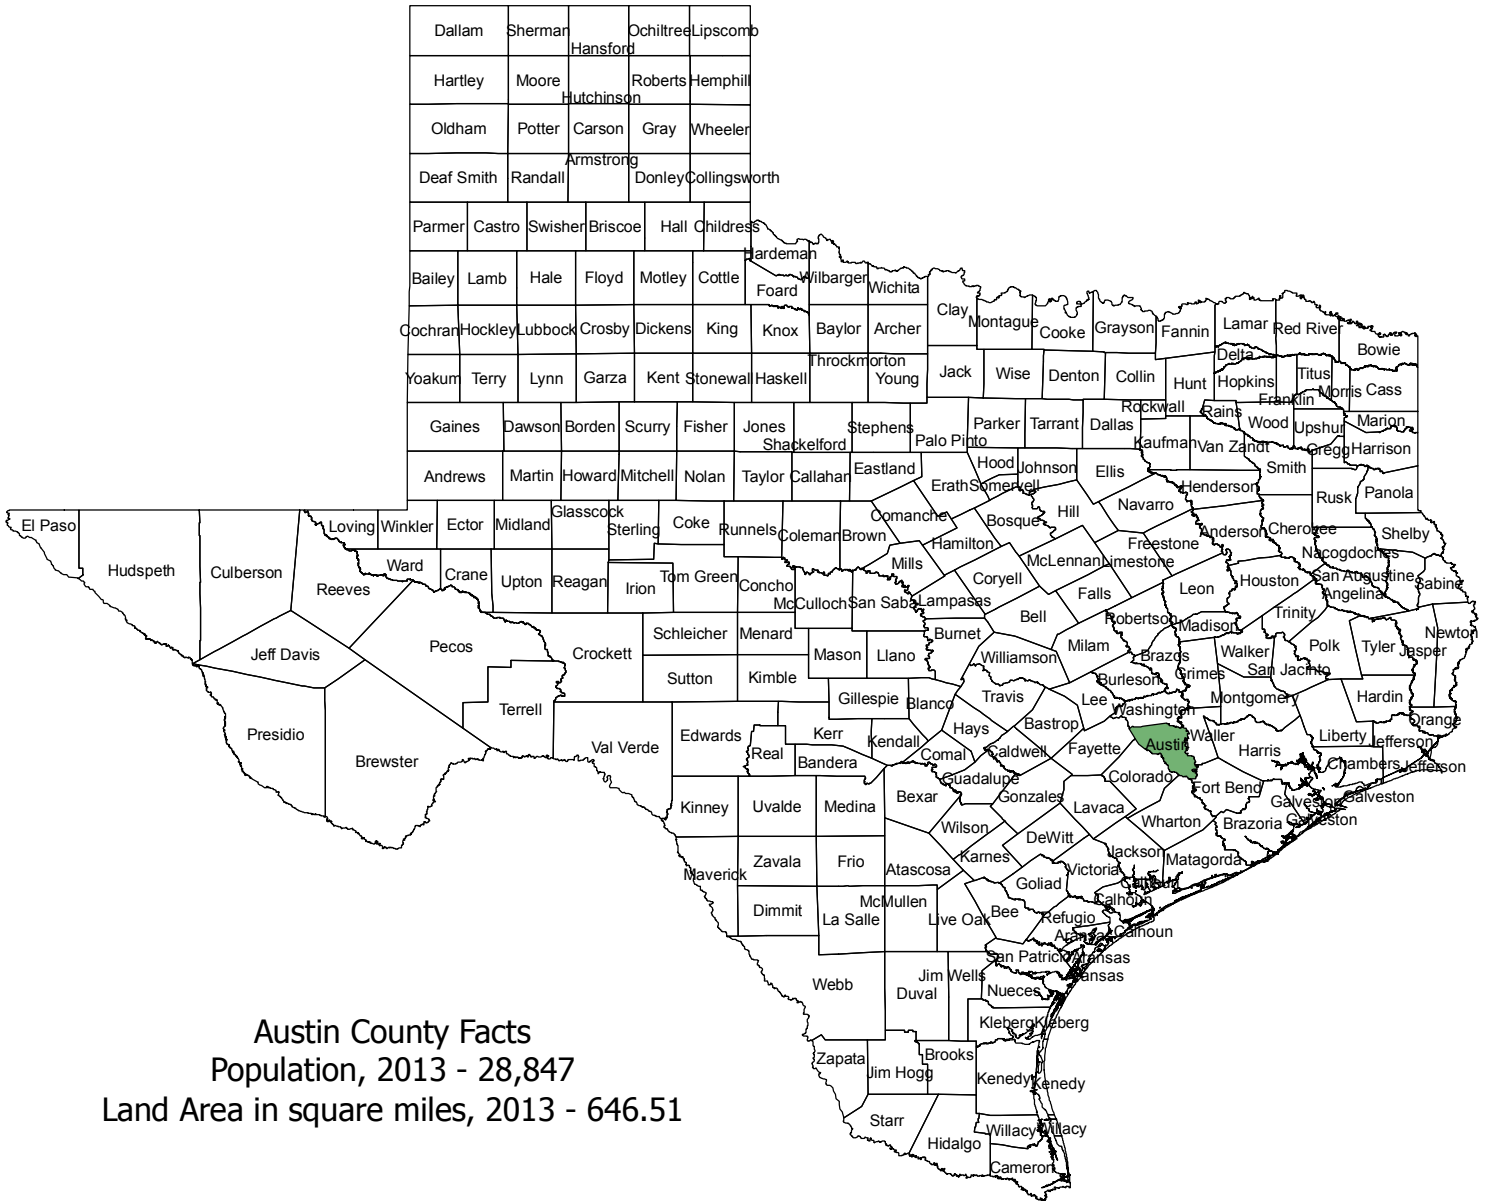 Dallam Sherman Hansford Ochiltree Lipscomb
Hartley Moore Hutchinson Roberts Hemphill
Oldham Potter Carson Gray Wheeler
Deaf Smith Randall Armstrong Donley Collingsworth
Parmer Castro Swisher Briscoe Hall Childress
Hardeman
Bailey Lamb Hale Floyd Motley Cottle Foard Wilbarger Wichita
Clay Montague Cooke Grayson Fannin Lamar Red River Bowie
Cochran Hockley Lubbock Crosby Dickens King Knox Baylor Archer
Delta Titus Morris Cass
Yoakum Terry Lynn Garza Kent Stonewall Haskell Throckmorton Young Jack Wise Denton Collin Hunt Hopkins Franklin
Rockwall Rains Wood Upshur Marion
Gaines Dawson Borden Scurry Fisher Jones Shackelford Stephens Palo Pinto Parker Tarrant Dallas Kaufman Van Zandt Gregg Harrison
Andrews Martin Howard Mitchell Nolan Taylor Callahan Eastland Erath Hood Somervell Johnson Ellis Henderson Smith Rusk Panola
El Paso Loving Winkler Ector Midland Glasscock Sterling Coke Runnels Coleman Brown Comanche Bosque Hill Navarro Anderson Cherokee Shelby
Hamilton Freestone Nacogdoches
Hudspeth Culberson Reeves Ward Crane Upton Reagan Irion Tom Green Concho Mills Coryell McLennan Limestone Leon Houston San Augustine Sabine
McCulloch San Saba Lampasas Bell Falls Robertson Madison Trinity Angelina
Jeff Davis Pecos Crockett Schleicher Menard Mason Llano Burnet Williamson Milam Brazos Grimes Walker San Jacinto Polk Tyler Jasper Newton
Sutton Kimble Gillespie Blanco Travis Lee Burleson Washington Montgomery Hardin
Presidio Brewster Terrell Val Verde Edwards Real Kerr Kendall Hays Bastrop Fayette Austin Waller Harris Liberty Jefferson Orange
Bandera Comal Caldwell Colorado Chambers Jefferson
Kinney Uvalde Medina Bexar Guadalupe Gonzales Lavaca Wharton Fort Bend Galveston Galveston
Wilson DeWitt Jackson Brazoria Galveston
Maverick Zavala Frio Atascosa Karnes Goliad Victoria Matagorda
Calhoun
Dimmit La Salle McMullen Live Oak Bee Refugio Calhoun
Aransas Calhoun
San Patricio Aransas
Webb Duval Jim Wells Nueces Aransas
Kleberg Kleberg
Zapata Jim Hogg Brooks Kenedy Kenedy
Starr Hidalgo Willacy Willacy
Cameron
Austin County Facts
Population, 2013 - 28,847
Land Area in square miles, 2013 - 646.51